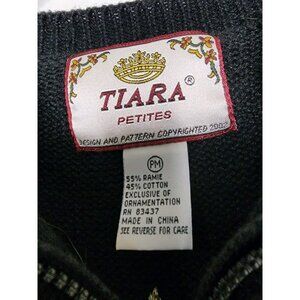 TIARA®
PETITES
DESIGN AND PATTERN COPYRIGHTED 2002
PM
55% RAMIE
45% COTTON
EXCLUSIVE OF
ORNAMENTATION
RN 83437
MADE IN CHINA
SEE REVERSE FOR CARE